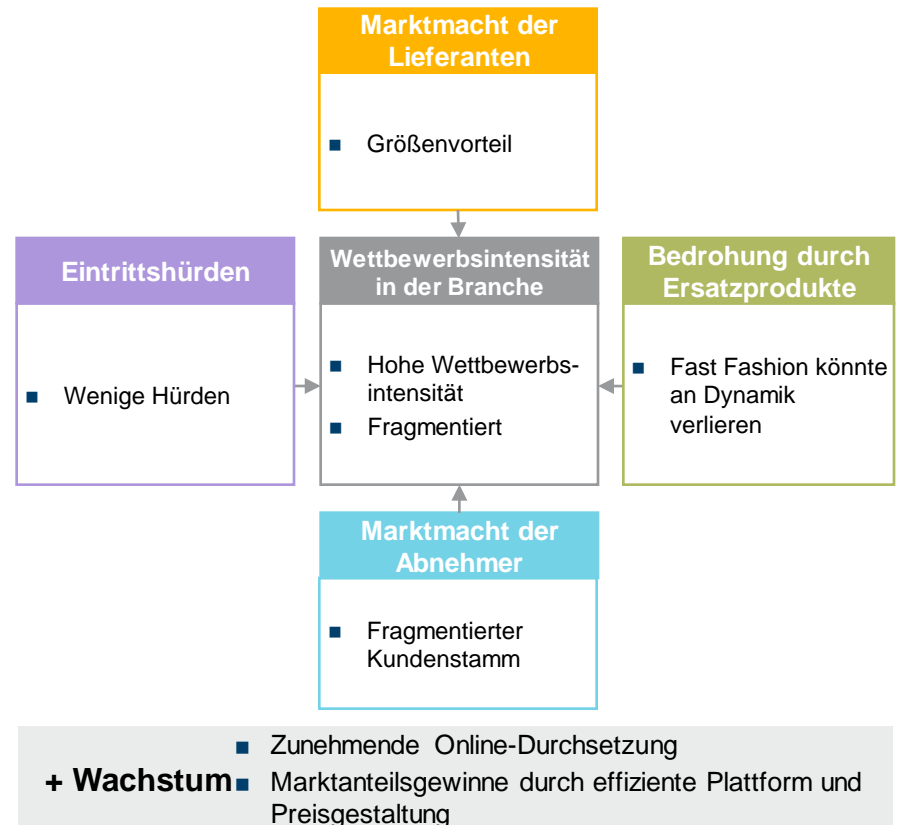 Marktmacht der
Lieferanten
■ Größenvorteil
Eintrittshürden
■ Wenige Hürden
Wettbewerbsintensität
in der Branche
■ Hohe Wettbewerbs-
intensität
■ Fragmentiert
Bedrohung durch
Ersatzprodukte
■ Fast Fashion könnte
an Dynamik
verlieren
Marktmacht der
Abnehmer
■ Fragmentierter
Kundenstamm
+ Wachstum
■ Zunehmende Online-Durchsetzung
■ Marktanteilsgewinne durch effiziente Plattform und
Preisgestaltung